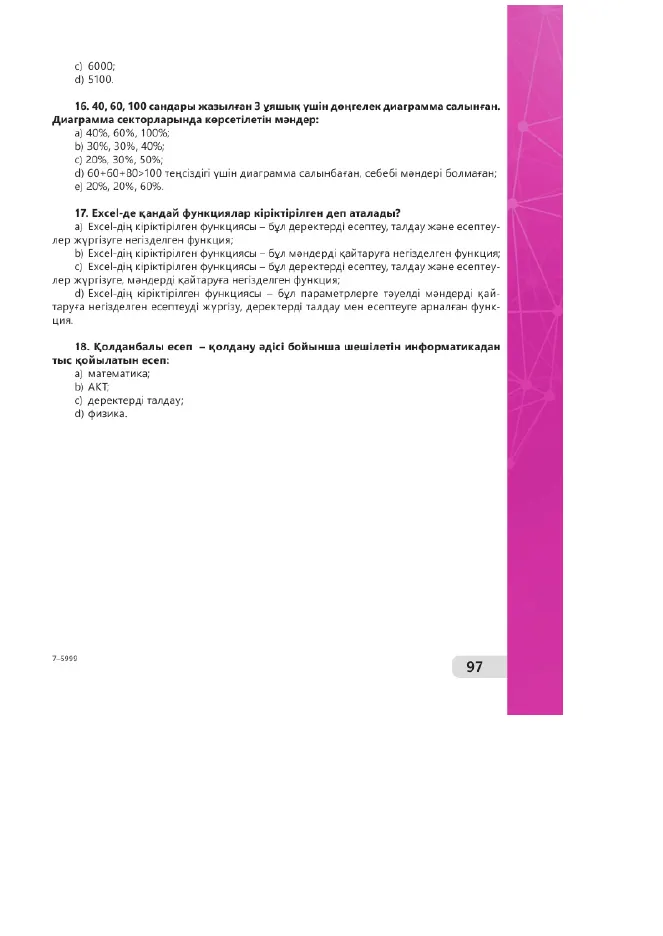 c) 6000;
d) 5100.
16. 40, 60, 100 сандары жазылған 3 ұяшық үшін дөңгелек диаграмма салынған.
Диаграмма секторларында көрсетілетін мәндер:
a) 40%, 60%, 100%;
b) 30%, 30%, 40%;
c) 20%, 30%, 50%;
d) 60+60+80>100 теңсіздігі үшін диаграмма салынбаған, себебі мәндері болмаған;
e) 20%, 20%, 60%.
17. Excel-де қандай функциялар кіріктірілген деп аталады?
a) Excel-дің кіріктірілген функциясы – бұл деректерді есептеу, талдау және есептеу-
лер жүргізуге негізделген функция;
b) Excel-дің кіріктірілген функциясы – бұл мәндерді қайтаруға негізделген функция;
c) Excel-дің кіріктірілген функциясы – бұл деректерді есептеу, талдау және есептеу-
лер жүргізуге, мәндерді қайтаруға негізделген функция;
d) Excel-дің кіріктірілген функциясы – бұл параметрлерге тәуелді мәндерді қай-
таруға негізделген есептеуді жүргізу, деректерді талдау мен есептеуге арналған функ-
ция.
18. Қолданбалы есеп – қолдану әдісі бойынша шешілетін информатикадан
тыс қойылатын есеп:
a) математика;
b) АКТ;
c) деректерді талдау;
d) физика.
7–5999
97